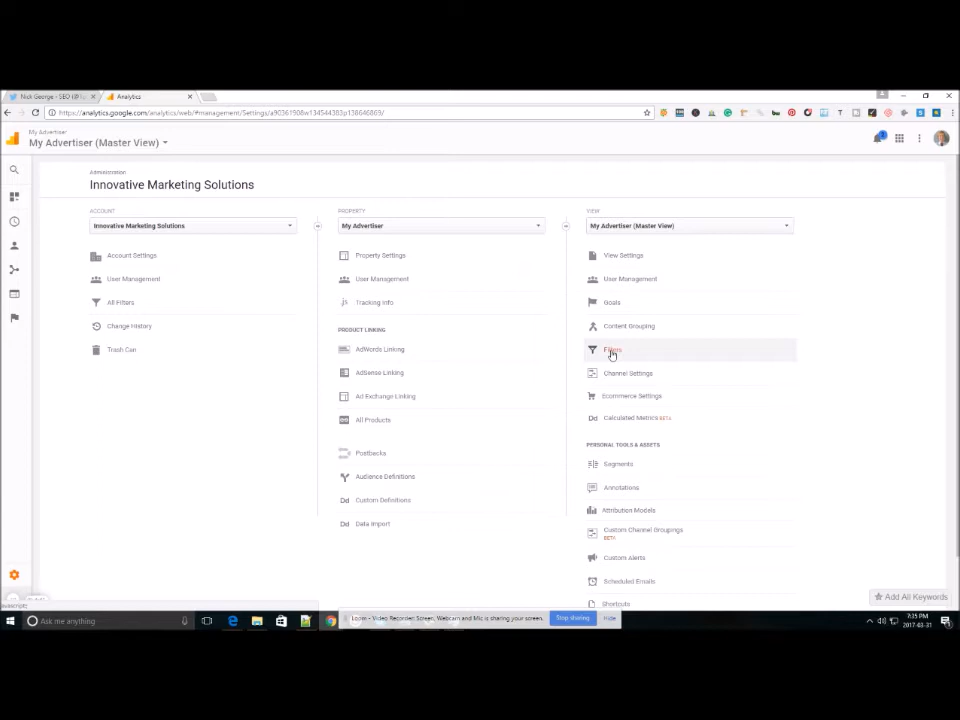 Nick George - SEO
Analytics
https://analytics.google.com/analytics/web/#management/Settings/a90361908w134544383p138646869/
My Advertiser
My Advertiser (Master View)
Administration
Innovative Marketing Solutions
ACCOUNT
Innovative Marketing Solutions
Account Settings
User Management
All Filters
Change History
Trash Can
PROPERTY
My Advertiser
Property Settings
User Management
Tracking Info
PRODUCT LINKING
AdWords Linking
AdSense Linking
Ad Exchange Linking
All Products
Postbacks
Audience Definitions
Dd Custom Definitions
Dd Data Import
VIEW
My Advertiser (Master View)
View Settings
User Management
Goals
Content Grouping
Filters
Channel Settings
Ecommerce Settings
Dd Calculated Metrics BETA
PERSONAL TOOLS & ASSETS
Segments
Annotations
Attribution Models
Custom Channel Groupings
BETA
Custom Alerts
Scheduled Emails
Shortcuts
Add All Keywords
Ask me anything
Loom - Video Recorder: Screen, Webcam and Mic is sharing your screen.
Stop sharing
Hide
7:35 PM
2017-03-31